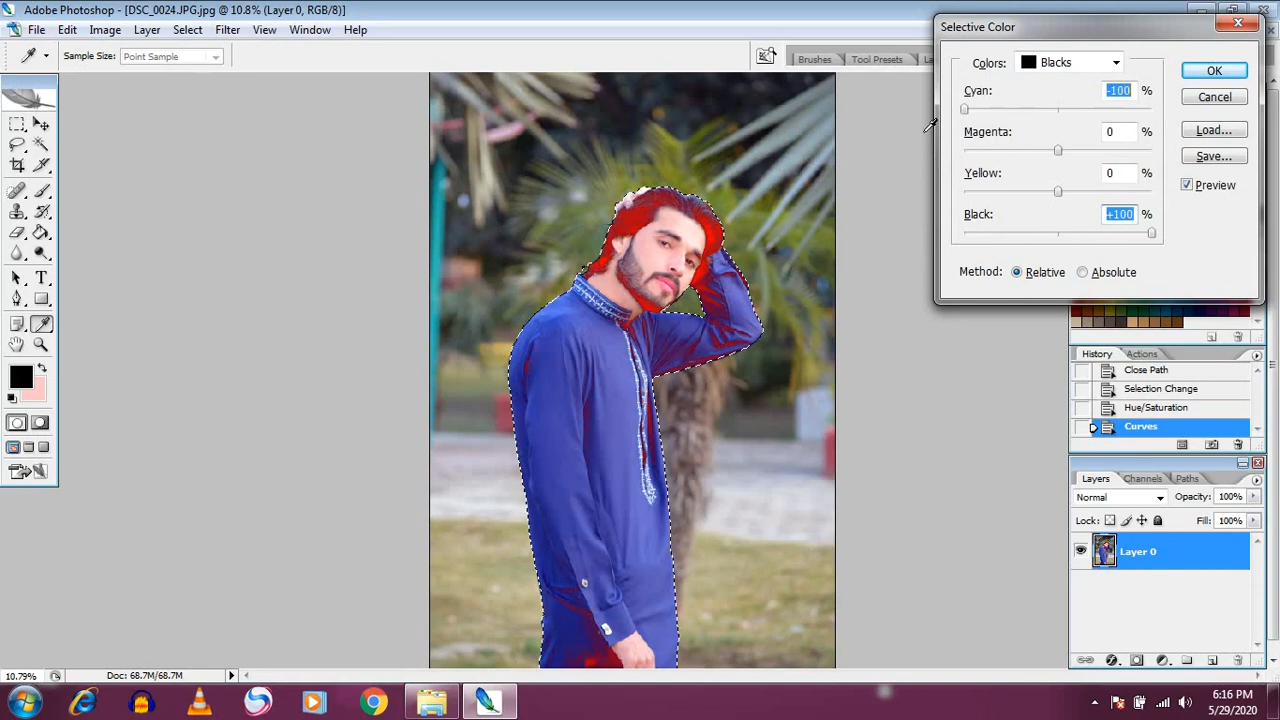 Adobe Photoshop - [DSC_0024.JPG.jpg @ 10.8% (Layer 0, RGB/8)]
File Edit Image Layer Select Filter View Window Help
Sample Size: Point Sample
Brushes Tool Presets
Selective Color
Colors: Blacks
OK
Cyan: -100 %
Cancel
Magenta: 0 %
Load...
Save...
Yellow: 0 %
Preview
Black: +100 %
Method: Relative Absolute
History Actions
Close Path
Selection Change
Hue/Saturation
Curves
Layers Channels Paths
Normal Opacity: 100%
Lock: Fill: 100%
Layer 0
10.79% Doc: 68.7M/68.7M
6:16 PM
5/29/2020